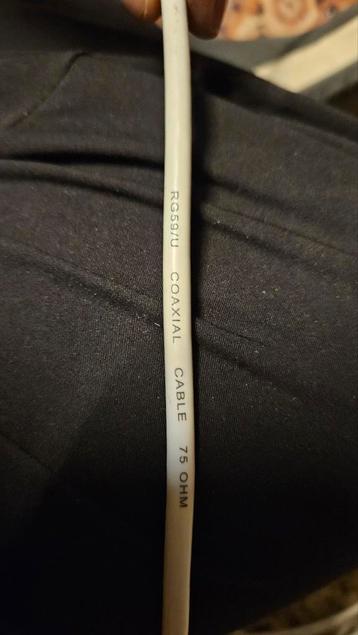 RG59/U COAXIAL CABLE 75 OHM